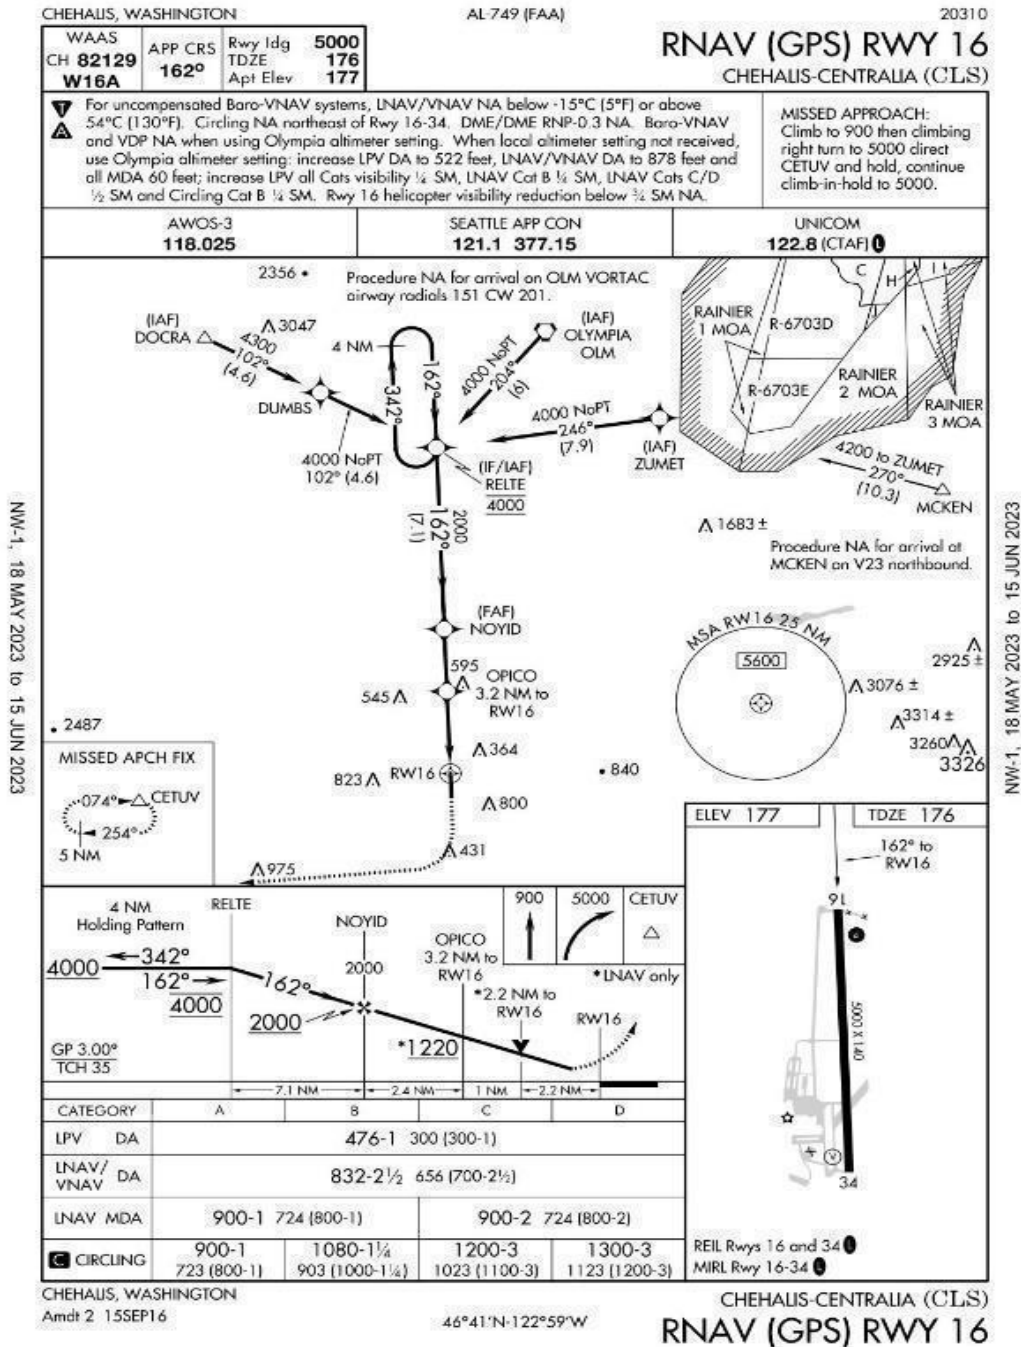 CHEHALIS, WASHINGTON
AL-749 (FAA)
20310
WAAS
CH 82129
W16A
APP CRS
162°
Rwy Idg 5000
TDZE 176
Apt Elev 177
RNAV (GPS) RWY 16
CHEHALIS-CENTRALIA (CLS)
T
A
For uncompensated Baro-VNAV systems, LNAV/VNAV NA below -15°C (5°F) or above
54°C (130°F). Circling NA northeast of Rwy 16-34. DME/DME RNP-0.3 NA. Baro-VNAV
and VDP NA when using Olympia altimeter setting. When local altimeter setting not received,
use Olympia altimeter setting: increase LPV DA to 522 feet, LNAV/VNAV DA to 878 feet and
all MDA 60 feet; increase LPV all Cats visibility ¼ SM, LNAV Cat B ¼ SM, LNAV Cats C/D
½ SM and Circling Cat B ¼ SM. Rwy 16 helicopter visibility reduction below ¾ SM NA.
MISSED APPROACH:
Climb to 900 then climbing
right turn to 5000 direct
CETUV and hold, continue
climb-in-hold to 5000.
AWOS-3
118.025
SEATTLE APP CON
121.1 377.15
UNICOM
122.8 (CTAF) L
2356
Procedure NA for arrival on OLM VORTAC
airway radials 151 CW 201.
(IAF)
DOCRA
3047
4300
102°
(4.6)
DUMBS
4000 NoPT
102° (4.6)
4 NM
342°
162°
(IAF)
OLYMPIA
OLM
4000 NoPT
204°
(6)
4000 NoPT
246°
(7.9)
(IAF)
ZUMET
(IF/IAF)
RELTE
4000
RAINIER
1 MOA
R-6703D
R-6703E
C
H
I
RAINIER
2 MOA
RAINIER
3 MOA
4200 to ZUMET
270°
(10.3)
MCKEN
1683 ±
Procedure NA for arrival at
MCKEN on V23 northbound.
2000
162°
(7.1)
(FAF)
NOYID
595
545
OPICO
3.2 NM to
RW16
MSA RW16 25 NM
5600
2925 ±
3076 ±
3314 ±
3260
3326
2487
364
823
RW16
840
800
431
975
MISSED APCH FIX
074°
CETUV
254°
5 NM
NW-1, 18 MAY 2023 to 15 JUN 2023
NW-1, 18 MAY 2023 to 15 JUN 2023
ELEV 177
TDZE 176
162° to
RW16
16
5000 X 140
V
34
REIL Rwys 16 and 34 L
MIRL Rwy 16-34 L
4 NM
Holding Pattern
RELTE
NOYID
OPICO
3.2 NM to
RW16
900
5000
CETUV
*LNAV only
4000
342°
162°
4000
162°
2000
2000
*2.2 NM to
RW16
RW16
*1220
GP 3.00°
TCH 35
7.1 NM
2.4 NM
1 NM
2.2 NM
CATEGORY A B C D
LPV DA 476-1 300 (300-1)
LNAV/
VNAV DA 832-2½ 656 (700-2½)
LNAV MDA 900-1 724 (800-1) 900-2 724 (800-2)
C CIRCLING
900-1
723 (800-1)
1080-1¼
903 (1000-1¼)
1200-3
1023 (1100-3)
1300-3
1123 (1200-3)
CHEHALIS, WASHINGTON
Amdt 2 15SEP16
46°41'N-122°59'W
CHEHALIS-CENTRALIA (CLS)
RNAV (GPS) RWY 16